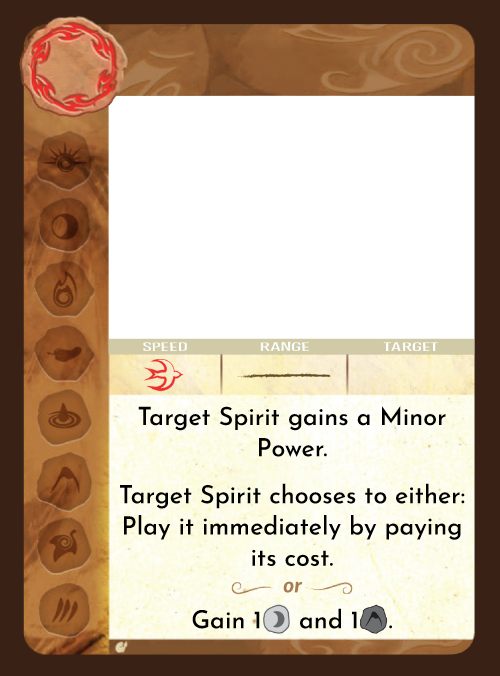 SPEED RANGE TARGET
Target Spirit gains a Minor
Power.
Target Spirit chooses to either:
Play it immediately by paying
its cost.
or
Gain 1 and 1.